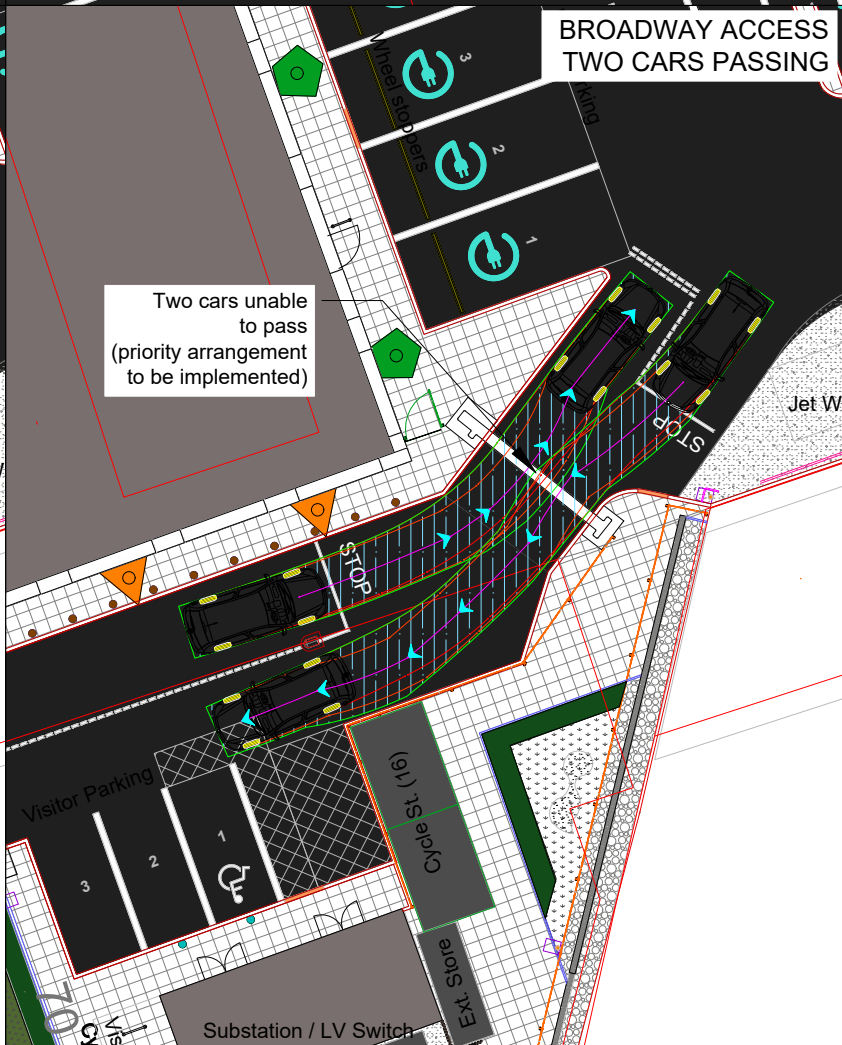 BROADWAY ACCESS
TWO CARS PASSING
Wheel stoppers
3
2
1
Two cars unable
to pass
(priority arrangement
to be implemented)
Jet W
STOP
STOP
Visitor Parking
1
2
3
Cycle St. (16)
Ext. Store
Substation / LV Switch
70